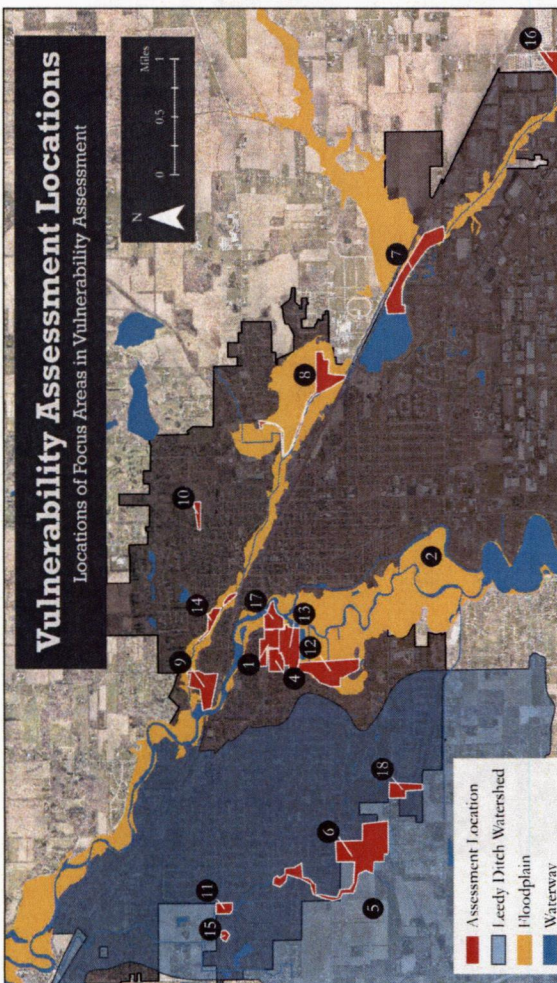 Vulnerability Assessment Locations
Locations of Focus Areas in Vulnerability Assessment
N
0 0.5 1
Miles
16
7
8
10
14
17
2
9
1
13
12
4
18
6
11
15
5
Assessment Location
Leedy Ditch Watershed
Floodplain
Waterway